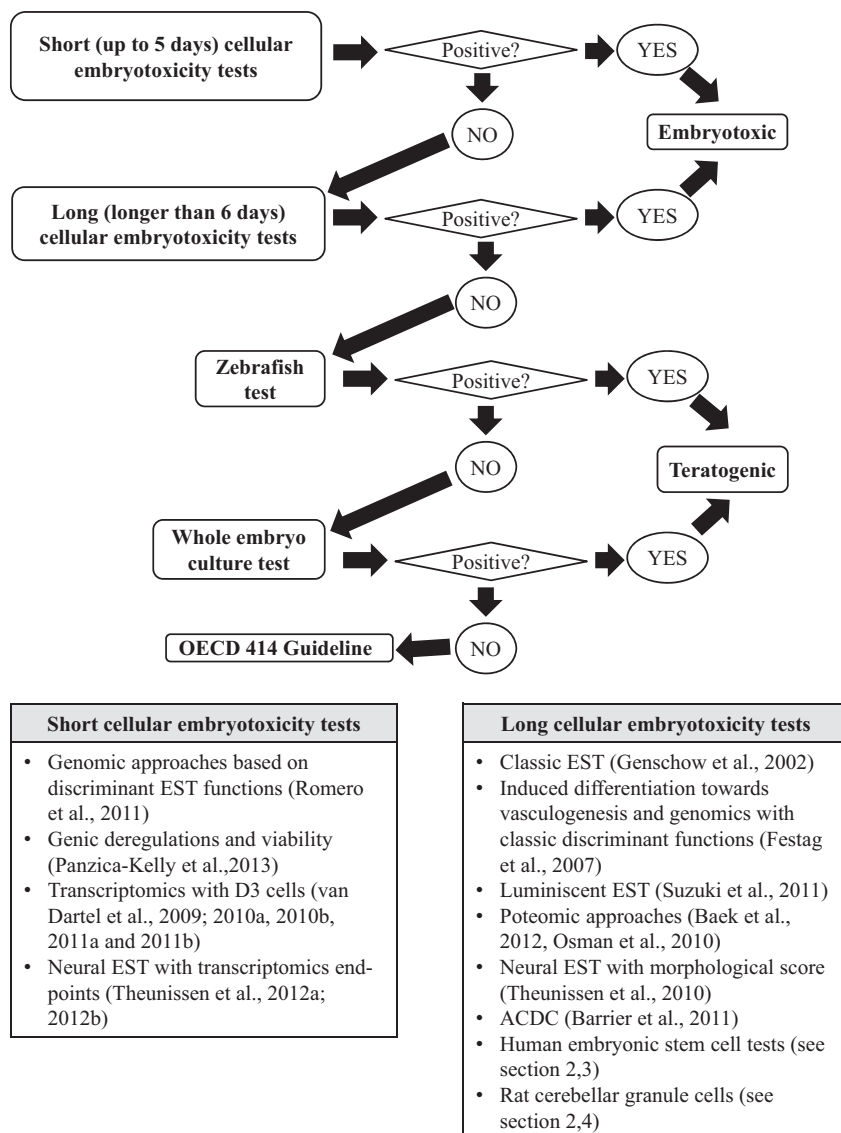 Short (up to 5 days) cellular
embryotoxicity tests
Positive?
YES
NO
Embryotoxic
Long (longer than 6 days)
cellular embryotoxicity tests
Positive?
YES
NO
Zebrafish
test
Positive?
YES
NO
Teratogenic
Whole embryo
culture test
Positive?
YES
NO
OECD 414 Guideline
Short cellular embryotoxicity tests
• Genomic approaches based on
discriminant EST functions (Romero
et al., 2011)
• Genic deregulations and viability
(Panzica-Kelly et al.,2013)
• Transcriptomics with D3 cells (van
Dartel et al., 2009; 2010a, 2010b,
2011a and 2011b)
• Neural EST with transcriptomics end-
points (Theunissen et al., 2012a;
2012b)
Long cellular embryotoxicity tests
• Classic EST (Genschow et al., 2002)
• Induced differentiation towards
vasculogenesis and genomics with
classic discriminant functions (Festag
et al., 2007)
• Luminiscent EST (Suzuki et al., 2011)
• Poteomic approaches (Baek et al.,
2012, Osman et al., 2010)
• Neural EST with morphological score
(Theunissen et al., 2010)
• ACDC (Barrier et al., 2011)
• Human embryonic stem cell tests (see
section 2,3)
• Rat cerebellar granule cells (see
section 2,4)